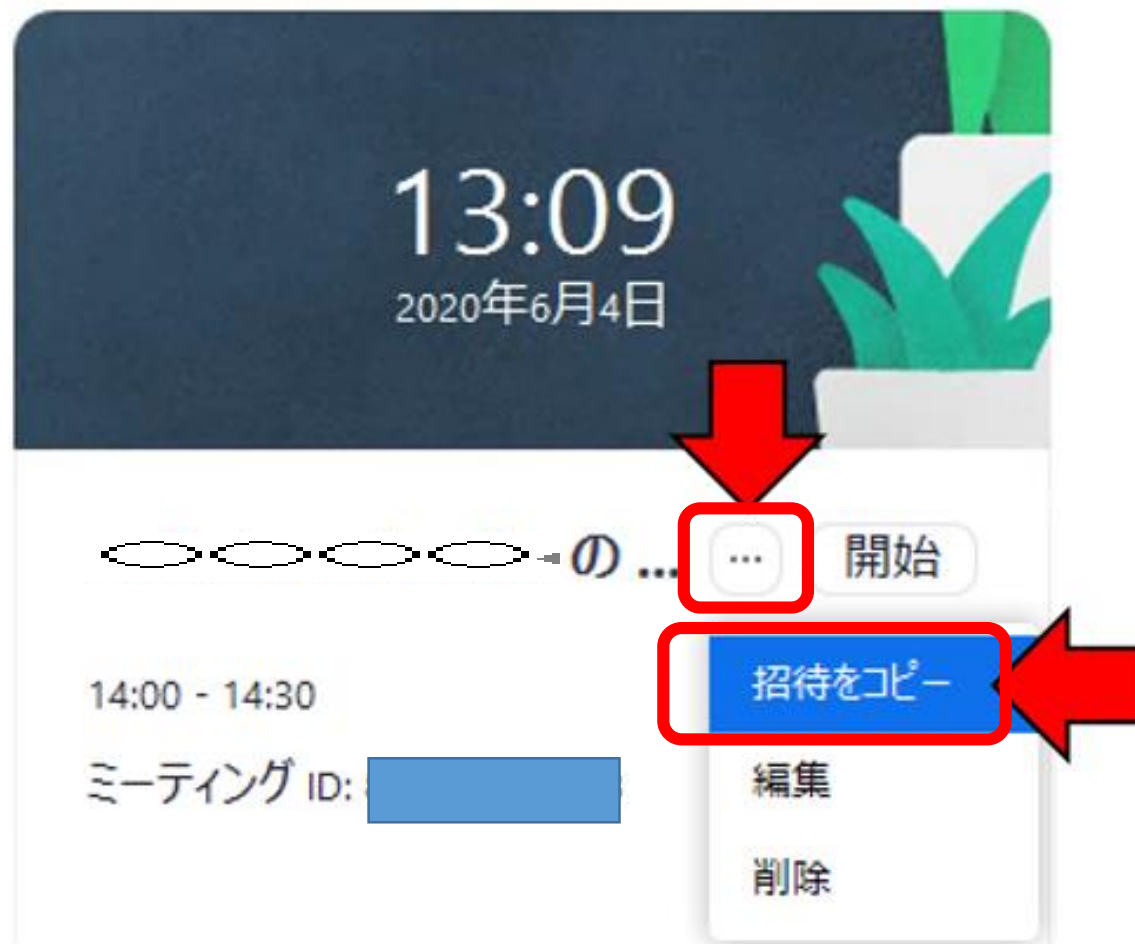 13:09
2020年6月4日
の ... ... 開始
14:00 - 14:30
招待をコピー
ミーティング ID:
編集
削除